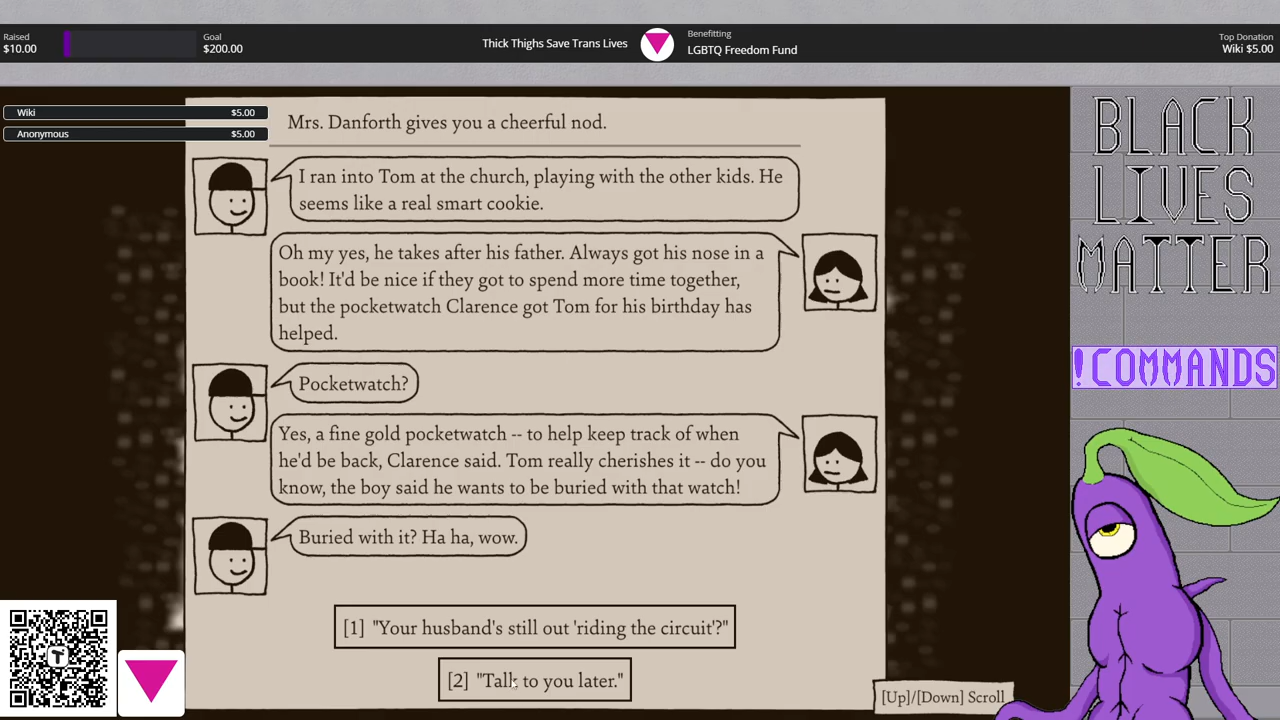 Raised
$10.00
Goal
$200.00
Thick Thighs Save Trans Lives
Benefitting
LGBTQ Freedom Fund
Top Donation
Wiki $5.00
Wiki $5.00
Anonymous $5.00
Mrs. Danforth gives you a cheerful nod.
I ran into Tom at the church, playing with the other kids. He
seems like a real smart cookie.
Oh my yes, he takes after his father. Always got his nose in a
book! It'd be nice if they got to spend more time together,
but the pocketwatch Clarence got Tom for his birthday has
helped.
Pocketwatch?
Yes, a fine gold pocketwatch -- to help keep track of when
he'd be back, Clarence said. Tom really cherishes it -- do you
know, the boy said he wants to be buried with that watch!
Buried with it? Ha ha, wow.
[1] "Your husband's still out 'riding the circuit'?"
[2] "Talk to you later."
[Up]/[Down] Scroll
BLACK
LIVES
MATTER
!COMMANDS
T